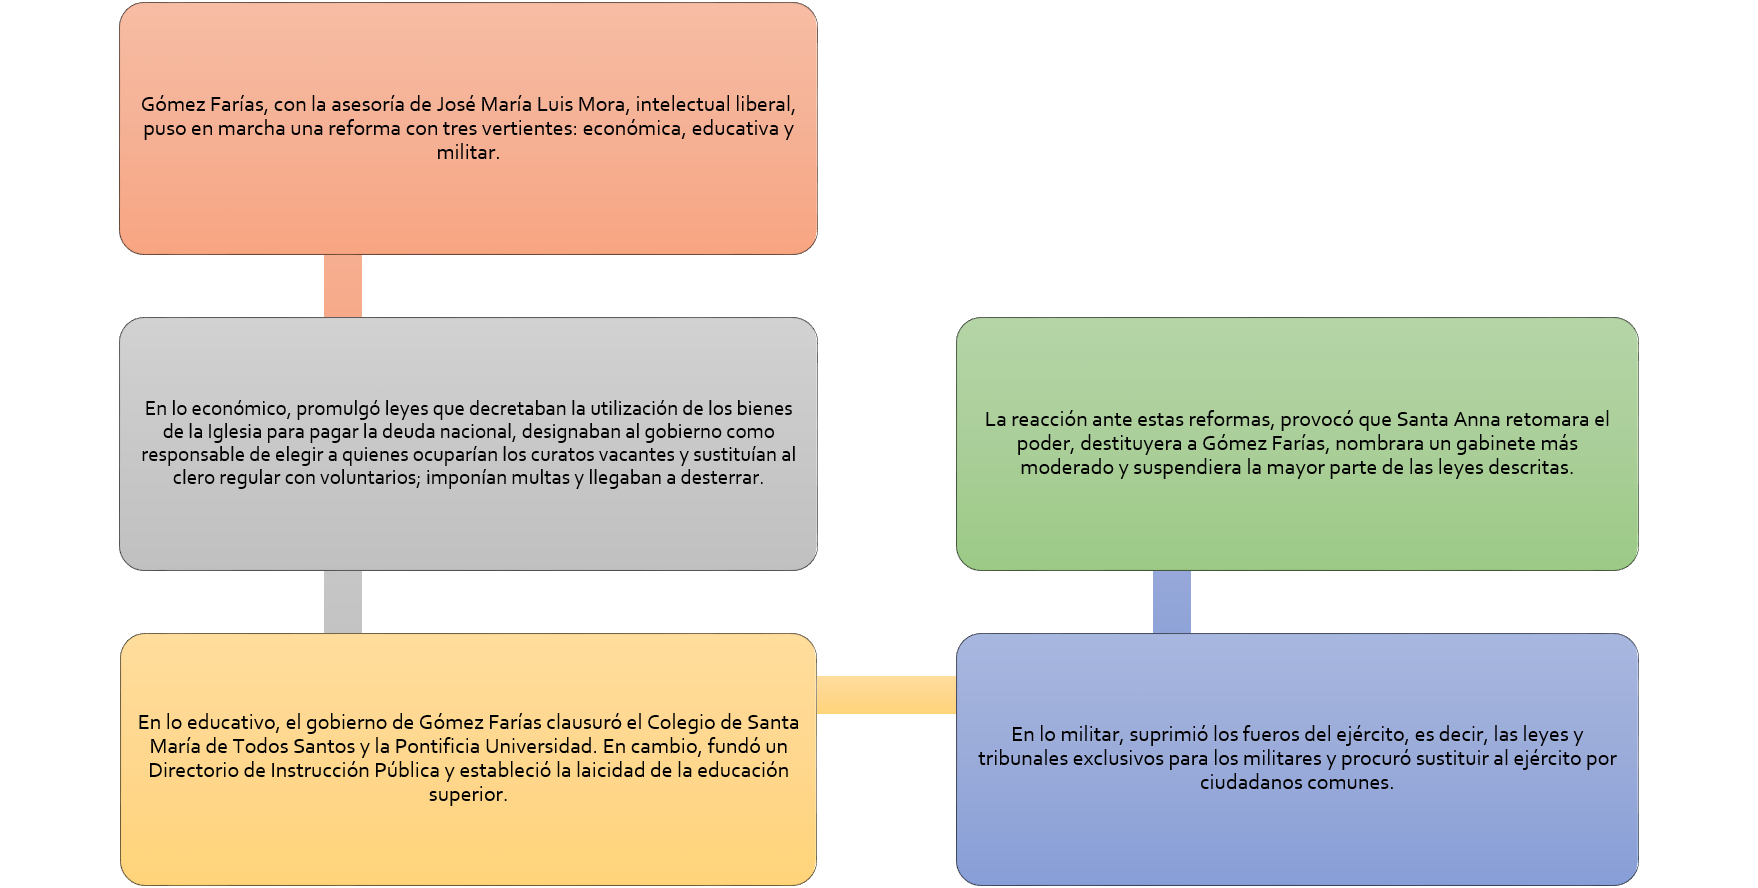 Gómez Farías, con la asesoría de José María Luis Mora, intelectual liberal,
puso en marcha una reforma con tres vertientes: económica, educativa y
militar.
En lo económico, promulgó leyes que decretaban la utilización de los bienes
de la Iglesia para pagar la deuda nacional, designaban al gobierno como
responsable de elegir a quienes ocuparían los curatos vacantes y sustituían al
clero regular con voluntarios; imponían multas y llegaban a desterrar.
En lo educativo, el gobierno de Gómez Farías clausuró el Colegio de Santa
María de Todos Santos y la Pontificia Universidad. En cambio, fundó un
Directorio de Instrucción Pública y estableció la laicidad de la educación
superior.
En lo militar, suprimió los fueros del ejército, es decir, las leyes y
tribunales exclusivos para los militares y procuró sustituir al ejército por
ciudadanos comunes.
La reacción ante estas reformas, provocó que Santa Anna retomara el
poder, destituyera a Gómez Farías, nombrara un gabinete más
moderado y suspendiera la mayor parte de las leyes descritas.